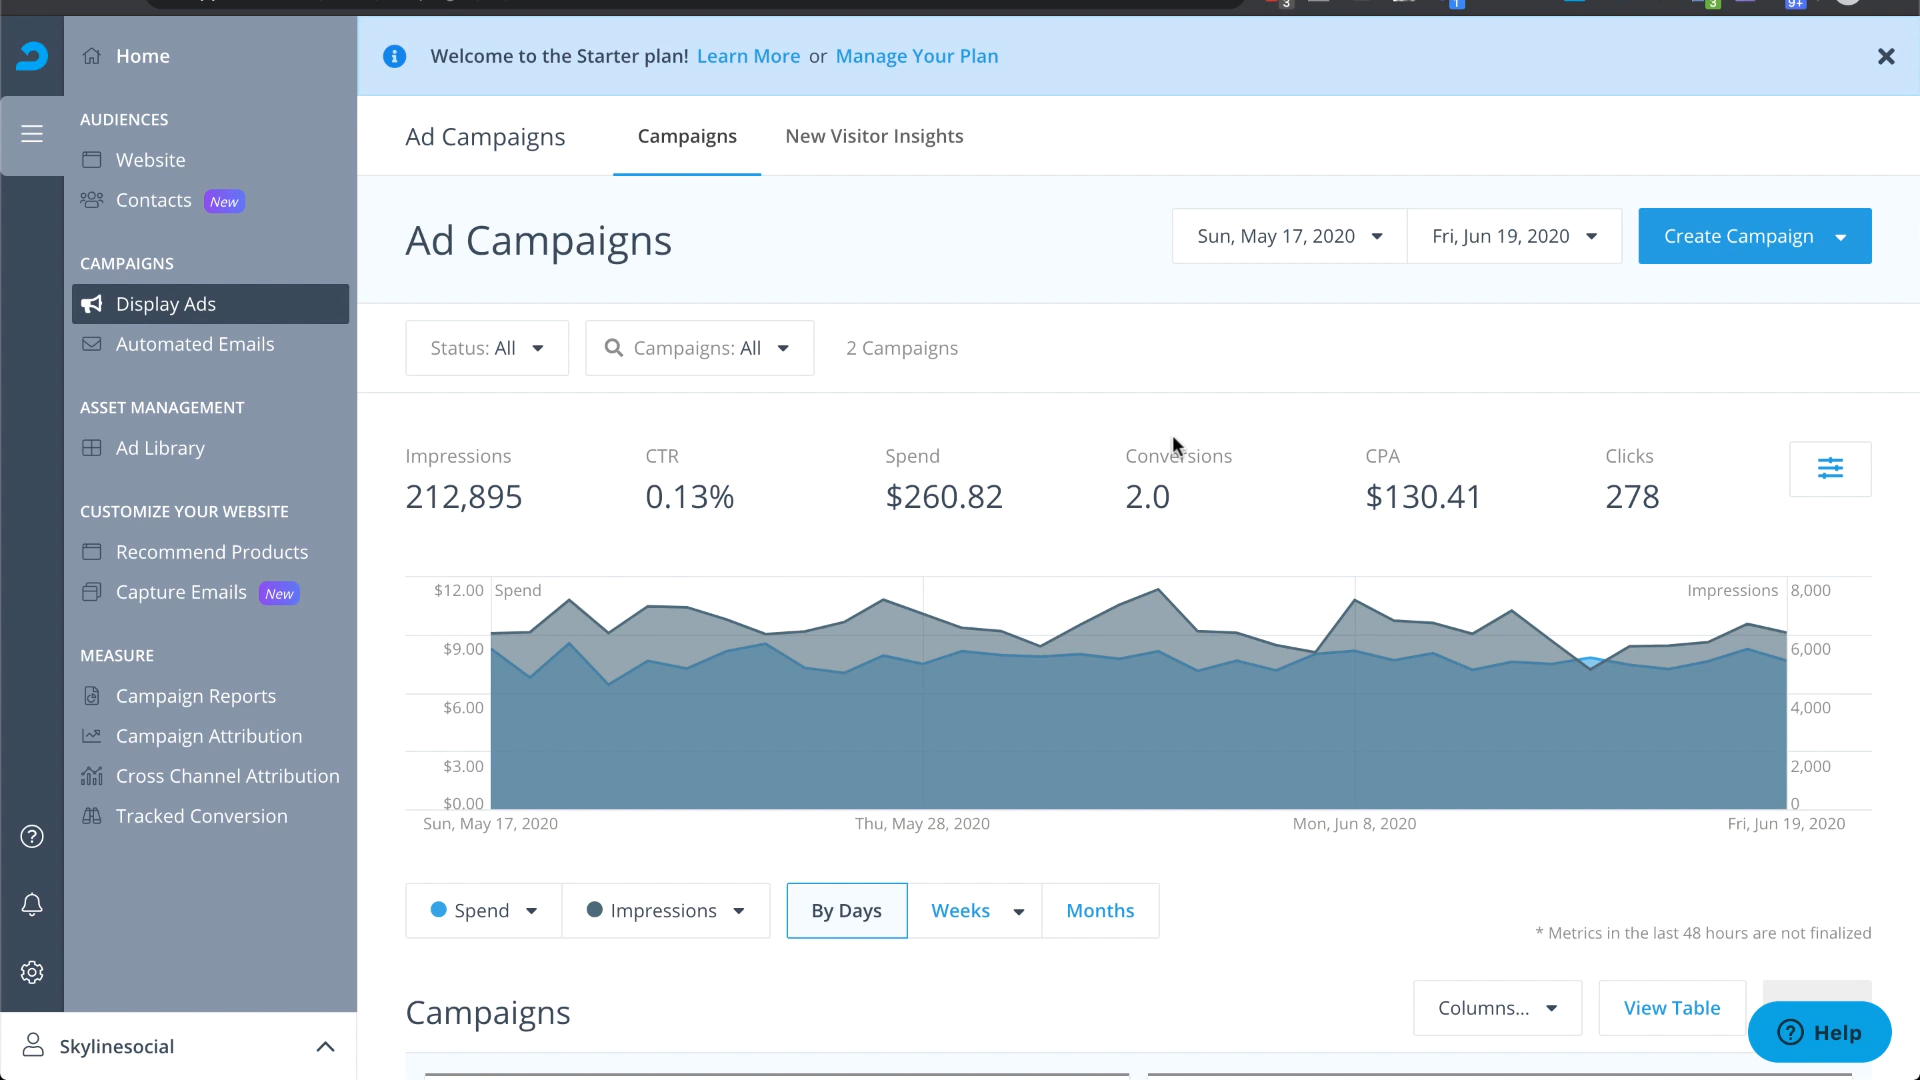 3
1
3
9+
Home
AUDIENCES
Website
Contacts New
CAMPAIGNS
Display Ads
Automated Emails
ASSET MANAGEMENT
Ad Library
CUSTOMIZE YOUR WEBSITE
Recommend Products
Capture Emails New
MEASURE
Campaign Reports
Campaign Attribution
Cross Channel Attribution
Tracked Conversion
Skylinesocial
Welcome to the Starter plan! Learn More or Manage Your Plan
Ad Campaigns Campaigns New Visitor Insights
Ad Campaigns
Sun, May 17, 2020 Fri, Jun 19, 2020 Create Campaign
Status: All Campaigns: All 2 Campaigns
Impressions CTR Spend Conversions CPA Clicks
212,895 0.13% $260.82 2.0 $130.41 278
$12.00 Spend Impressions 8,000
$9.00 6,000
$6.00 4,000
$3.00 2,000
$0.00 0
Sun, May 17, 2020 Thu, May 28, 2020 Mon, Jun 8, 2020 Fri, Jun 19, 2020
Spend Impressions By Days Weeks Months
* Metrics in the last 48 hours are not finalized
Campaigns Columns... View Table
Help